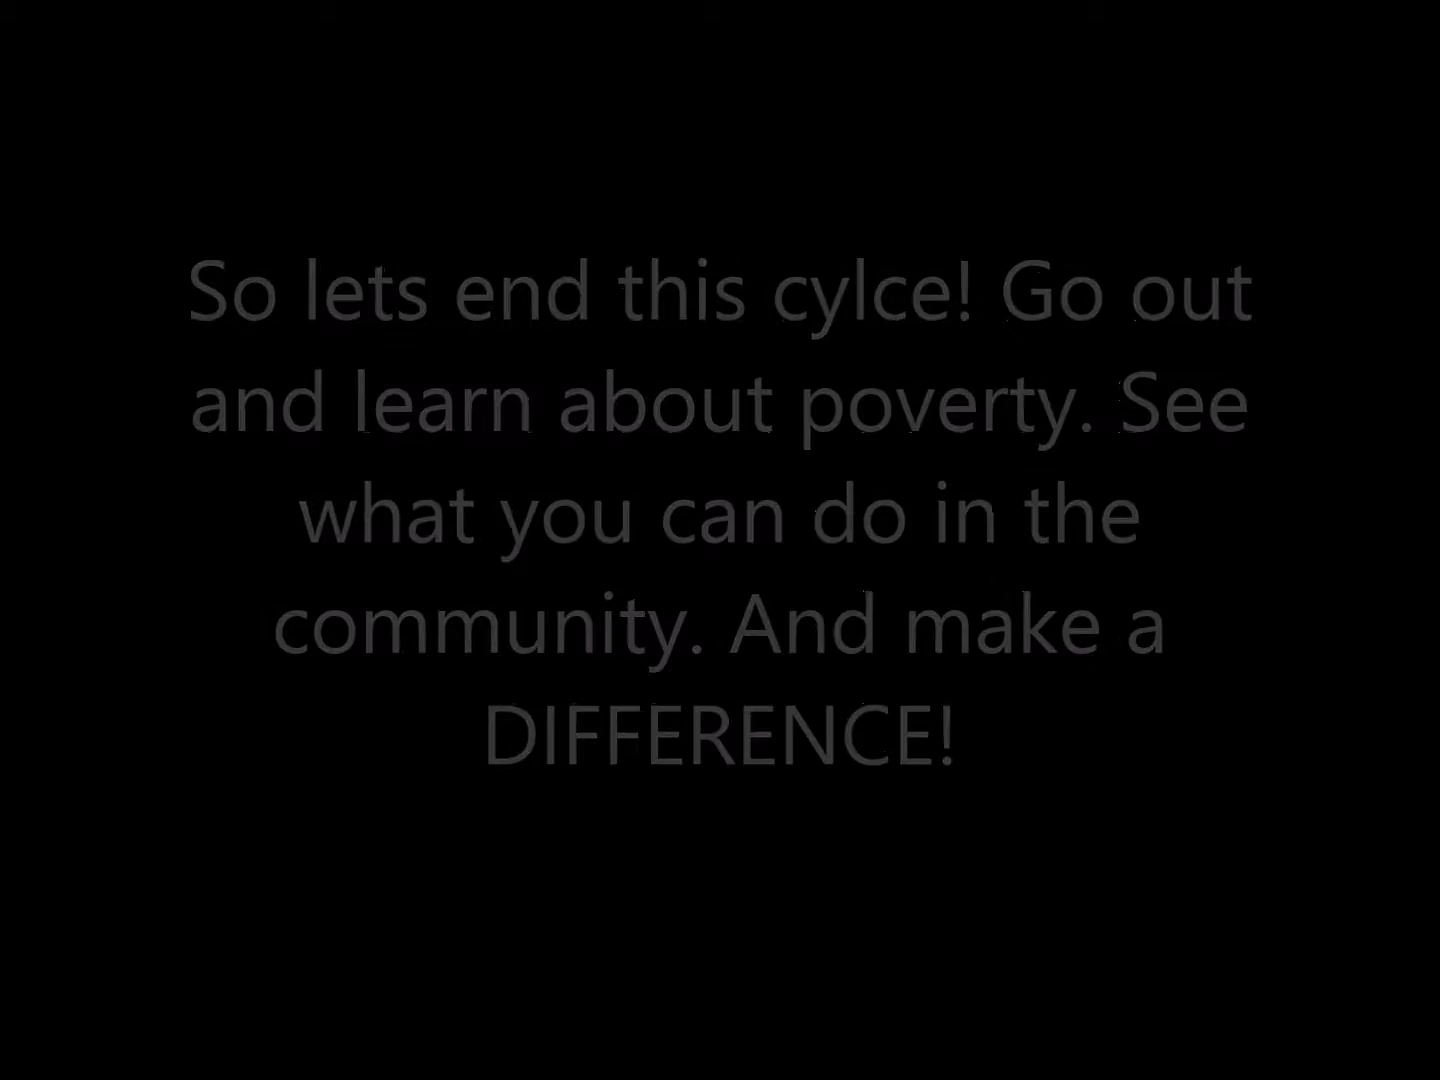 So lets end this cylce! Go out
and learn about poverty. See
what you can do in the
community. And make a
DIFFERENCE!